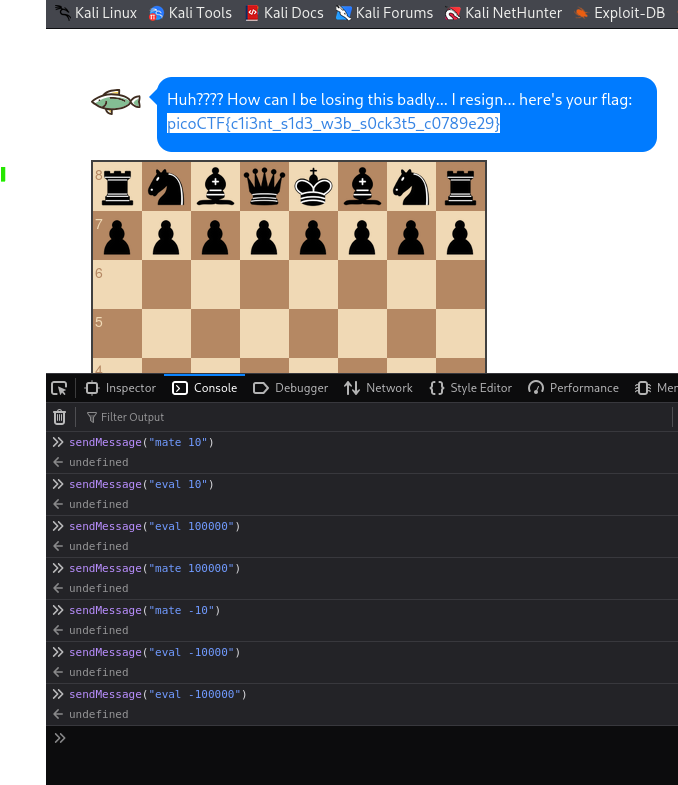 Kali Linux Kali Tools Kali Docs Kali Forums Kali NetHunter Exploit-DB
Huh???? How can I be losing this badly... I resign... here's your flag:
picoCTF{c1i3nt_s1d3_w3b_s0ck3t5_c0789e29}
8
7
6
5
4
Inspector Console Debugger Network Style Editor Performance Mer
Filter Output
sendMessage("mate 10")
undefined
sendMessage("eval 10")
undefined
sendMessage("eval 100000")
undefined
sendMessage("mate 100000")
undefined
sendMessage("mate -10")
undefined
sendMessage("eval -10000")
undefined
sendMessage("eval -100000")
undefined